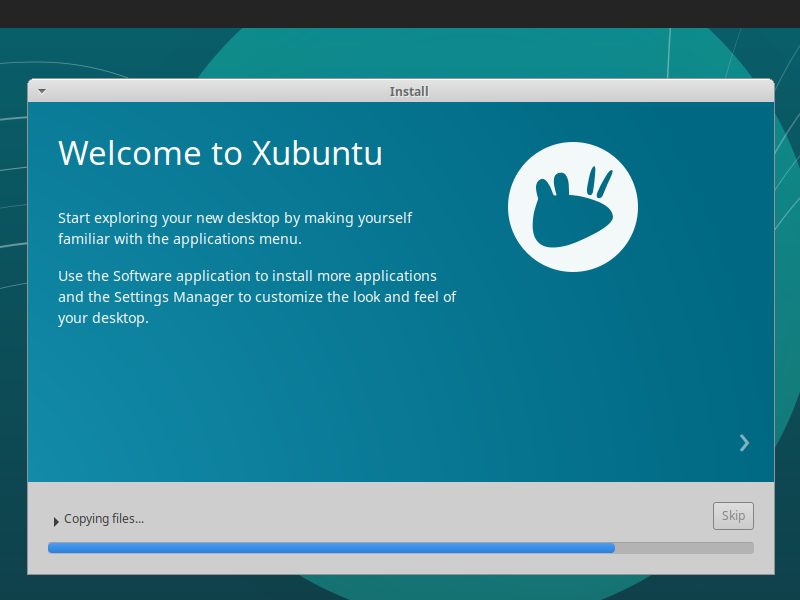 Install
Welcome to Xubuntu
Start exploring your new desktop by making yourself
familiar with the applications menu.
Use the Software application to install more applications
and the Settings Manager to customize the look and feel of
your desktop.
Copying files...
Skip